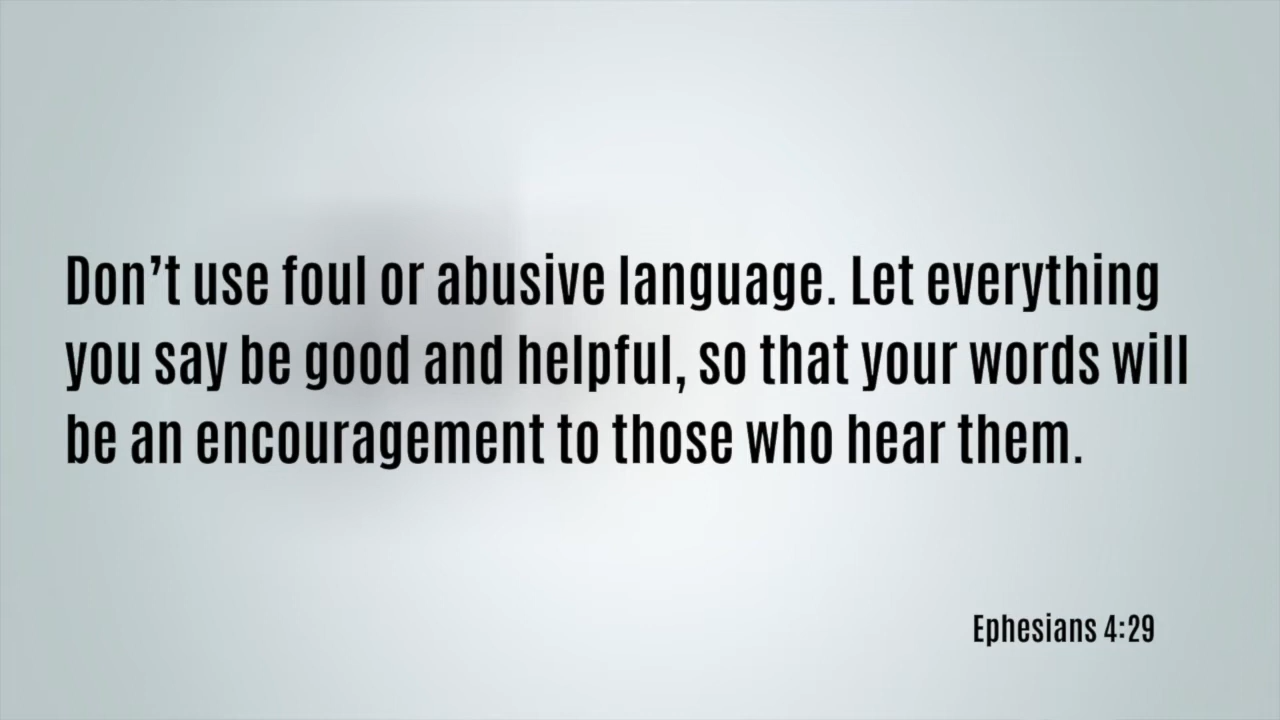 Don’t use foul or abusive language. Let everything
you say be good and helpful, so that your words will
be an encouragement to those who hear them.
Ephesians 4:29